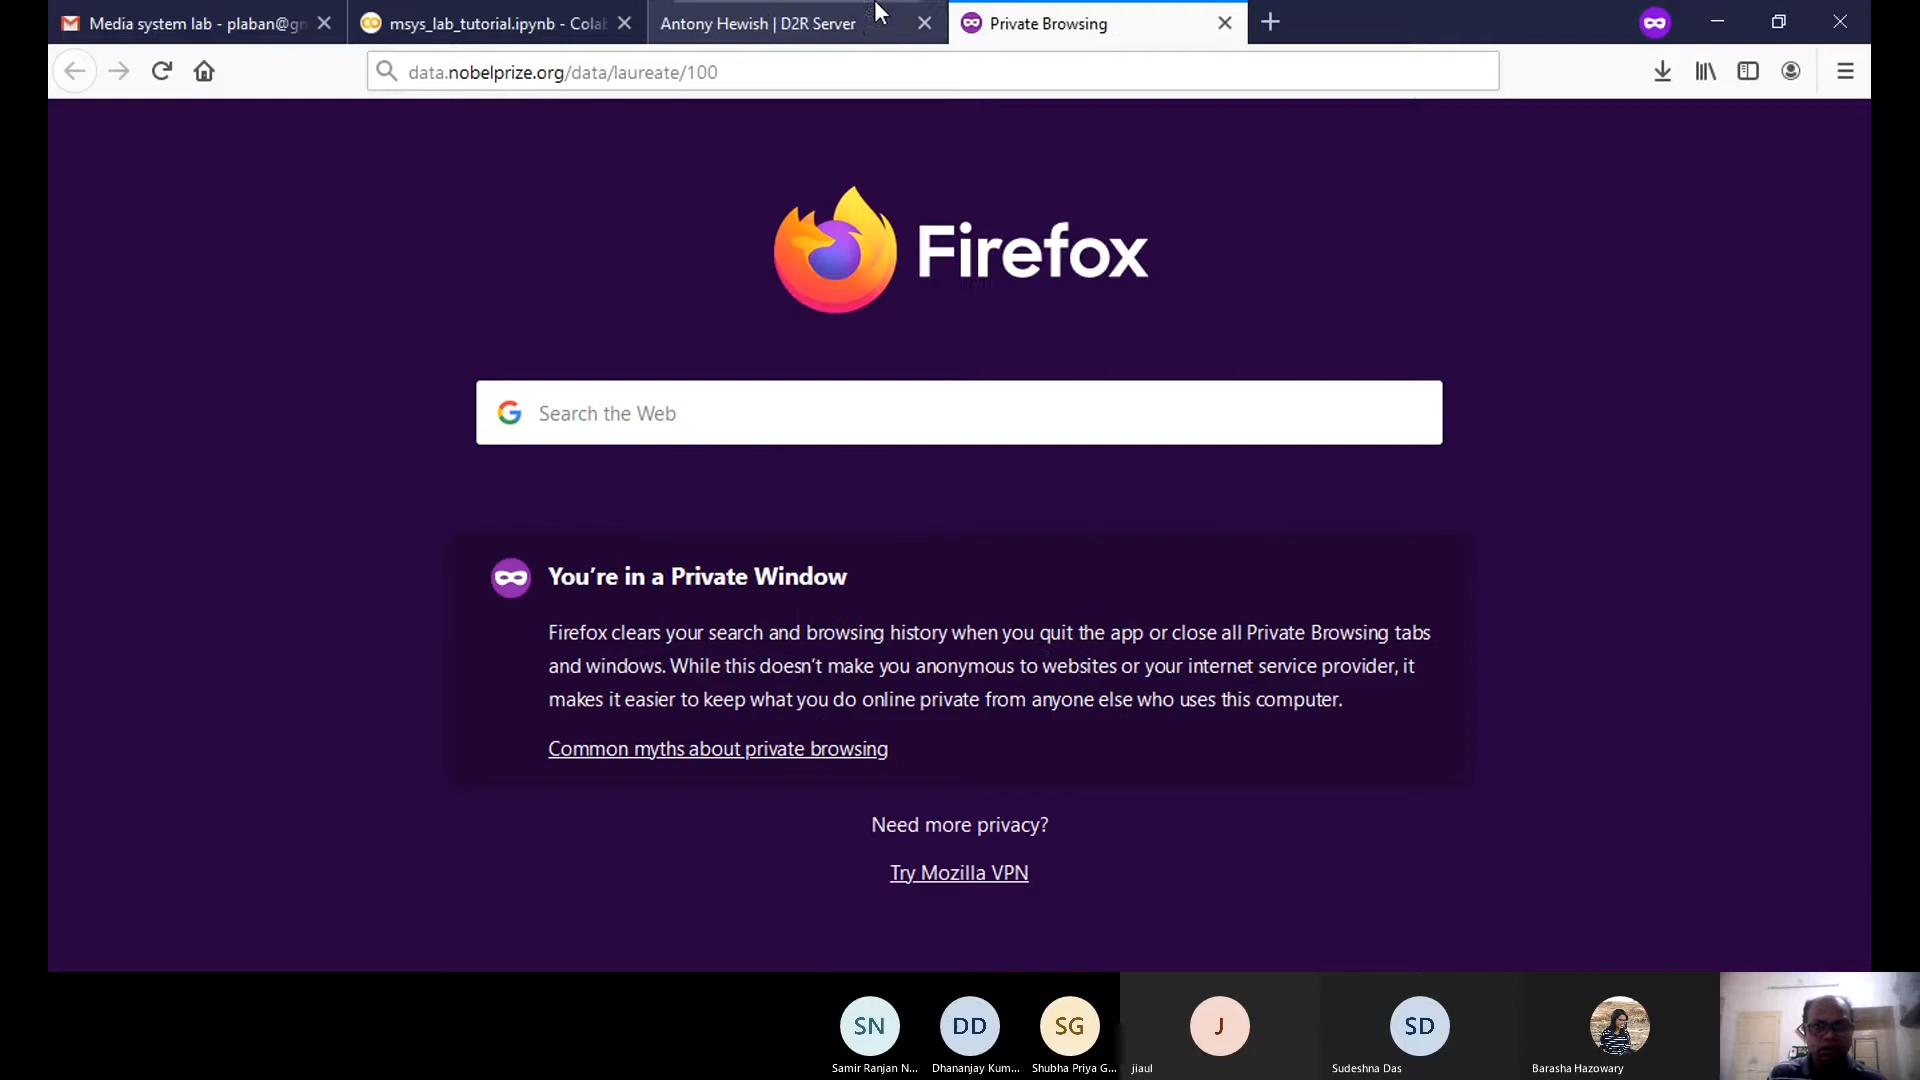 Media system lab - plaban@gm
msys_lab_tutorial.ipynb - Colab
Antony Hewish | D2R Server
Private Browsing
data.nobelprize.org/data/laureate/100
Firefox
Search the Web
You're in a Private Window
Firefox clears your search and browsing history when you quit the app or close all Private Browsing tabs
and windows. While this doesn't make you anonymous to websites or your internet service provider, it
makes it easier to keep what you do online private from anyone else who uses this computer.
Common myths about private browsing
Need more privacy?
Try Mozilla VPN
SN
DD
SG
J
SD
Samir Ranjan N...
Dhananjay Kum...
Shubha Priya G...
jiaul
Sudeshna Das
Barasha Hazowary